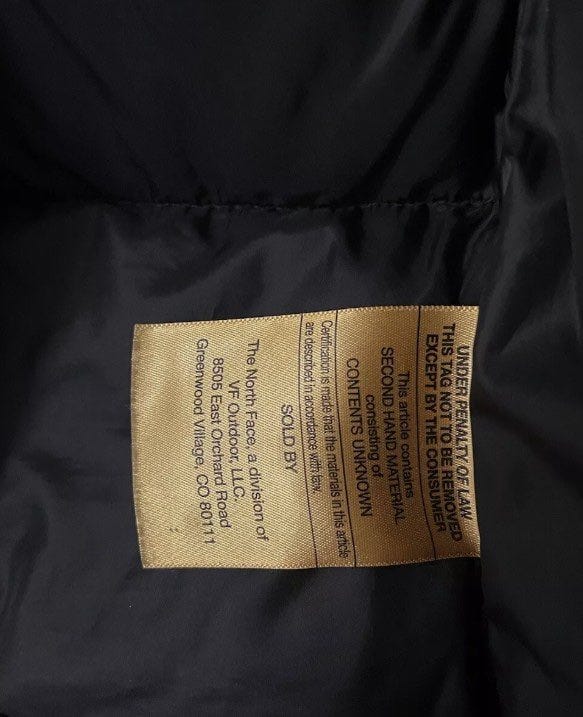 UNDER PENALTY OF LAW
THIS TAG NOT TO BE REMOVED
EXCEPT BY THE CONSUMER
This article contains
SECOND HAND MATERIAL
consisting of
CONTENTS UNKNOWN
Certification is made that the materials in this article
are described in accordance with law.
SOLD BY
The North Face, a division of
VF Outdoor, LLC.
8505 East Orchard Road
Greenwood Village, CO 80111